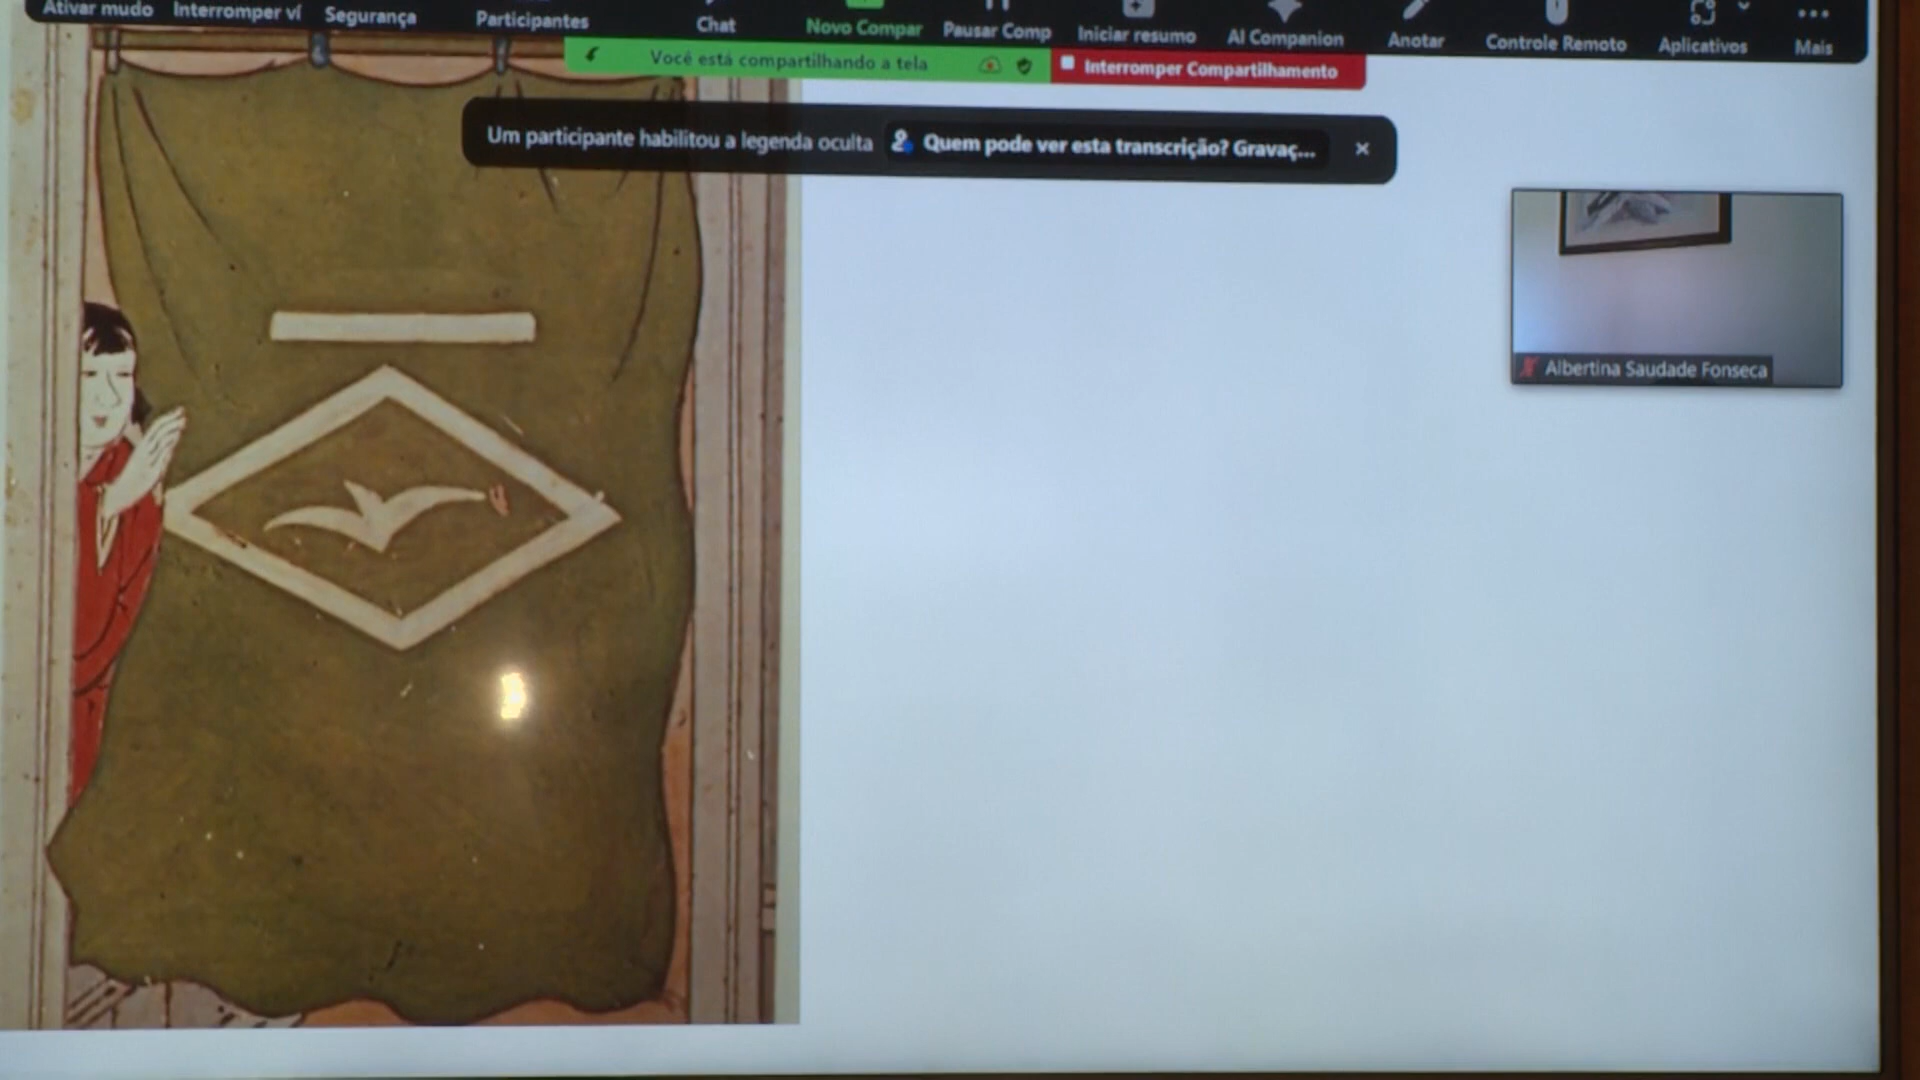 Ativar mudo
Interromper ví
Segurança
Participantes
Chat
Novo Compar
Pausar Comp
Iniciar resumo
AI Companion
Anotar
Controle Remoto
Aplicativos
Mais
Você está compartilhando a tela
Interromper Compartilhamento
Um participante habilitou a legenda oculta
Quem pode ver esta transcrição? Gravaç...
Albertina Saudade Fonseca